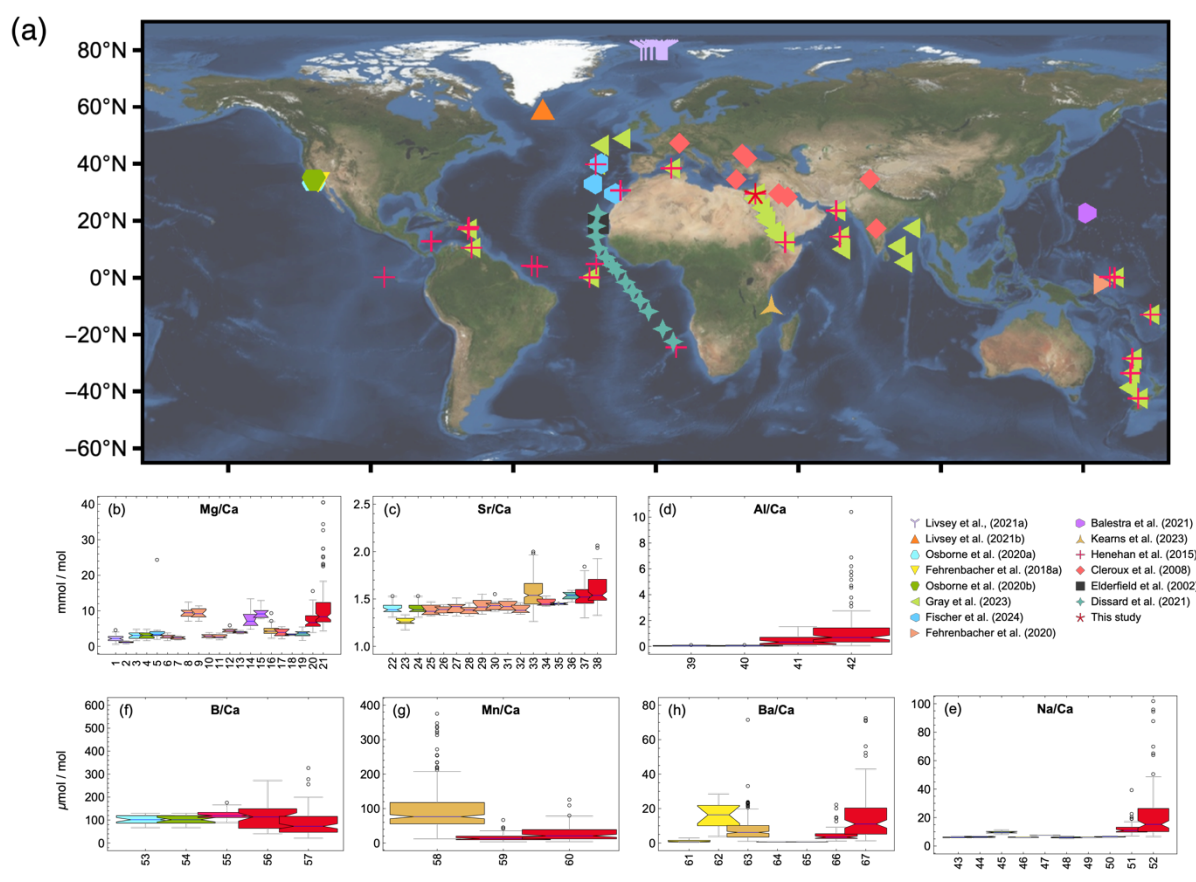 (a)
80°N
60°N
40°N
20°N
0°N
−20°N
−40°N
−60°N
(b) Mg/Ca
mmol / mol
40
30
20
10
0
1 2 3 4 5 6 7 8 9 10 11 12 13 14 15 16 17 18 19 20 21
(c) Sr/Ca
2.5
2.0
1.5
1.0
22 23 24 25 26 27 28 29 30 31 32 33 34 35 36 37 38
(d) Al/Ca
10
8
6
4
2
0
39 40 41 42
Livsey et al., (2021a)
Livsey et al. (2021b)
Osborne et al. (2020a)
Fehrenbacher et al. (2018a)
Osborne et al. (2020b)
Gray et al. (2023)
Fischer et al. (2024)
Fehrenbacher et al. (2020)
Balestra et al. (2021)
Kearns et al. (2023)
Henehan et al. (2015)
Cleroux et al. (2008)
Elderfield et al. (2002)
Dissard et al. (2021)
This study
(f) B/Ca
μmol / mol
600
500
400
300
200
100
0
53 54 55 56 57
(g) Mn/Ca
400
300
200
100
0
58 59 60
(h) Ba/Ca
80
60
40
20
0
61 62 63 64 65 66 67
(e) Na/Ca
100
80
60
40
20
0
43 44 45 46 47 48 49 50 51 52